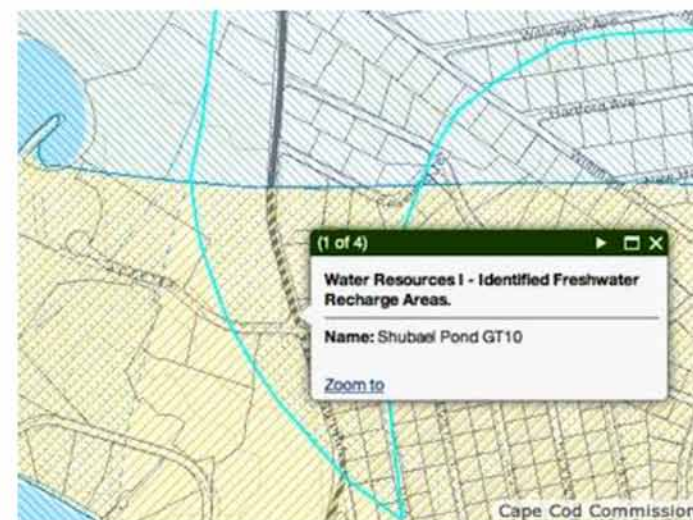 Hartford Ave
(1 of 4)
Water Resources I - Identified Freshwater
Recharge Areas.
Name: Shubael Pond GT10
Zoom to
Cape Cod Commission